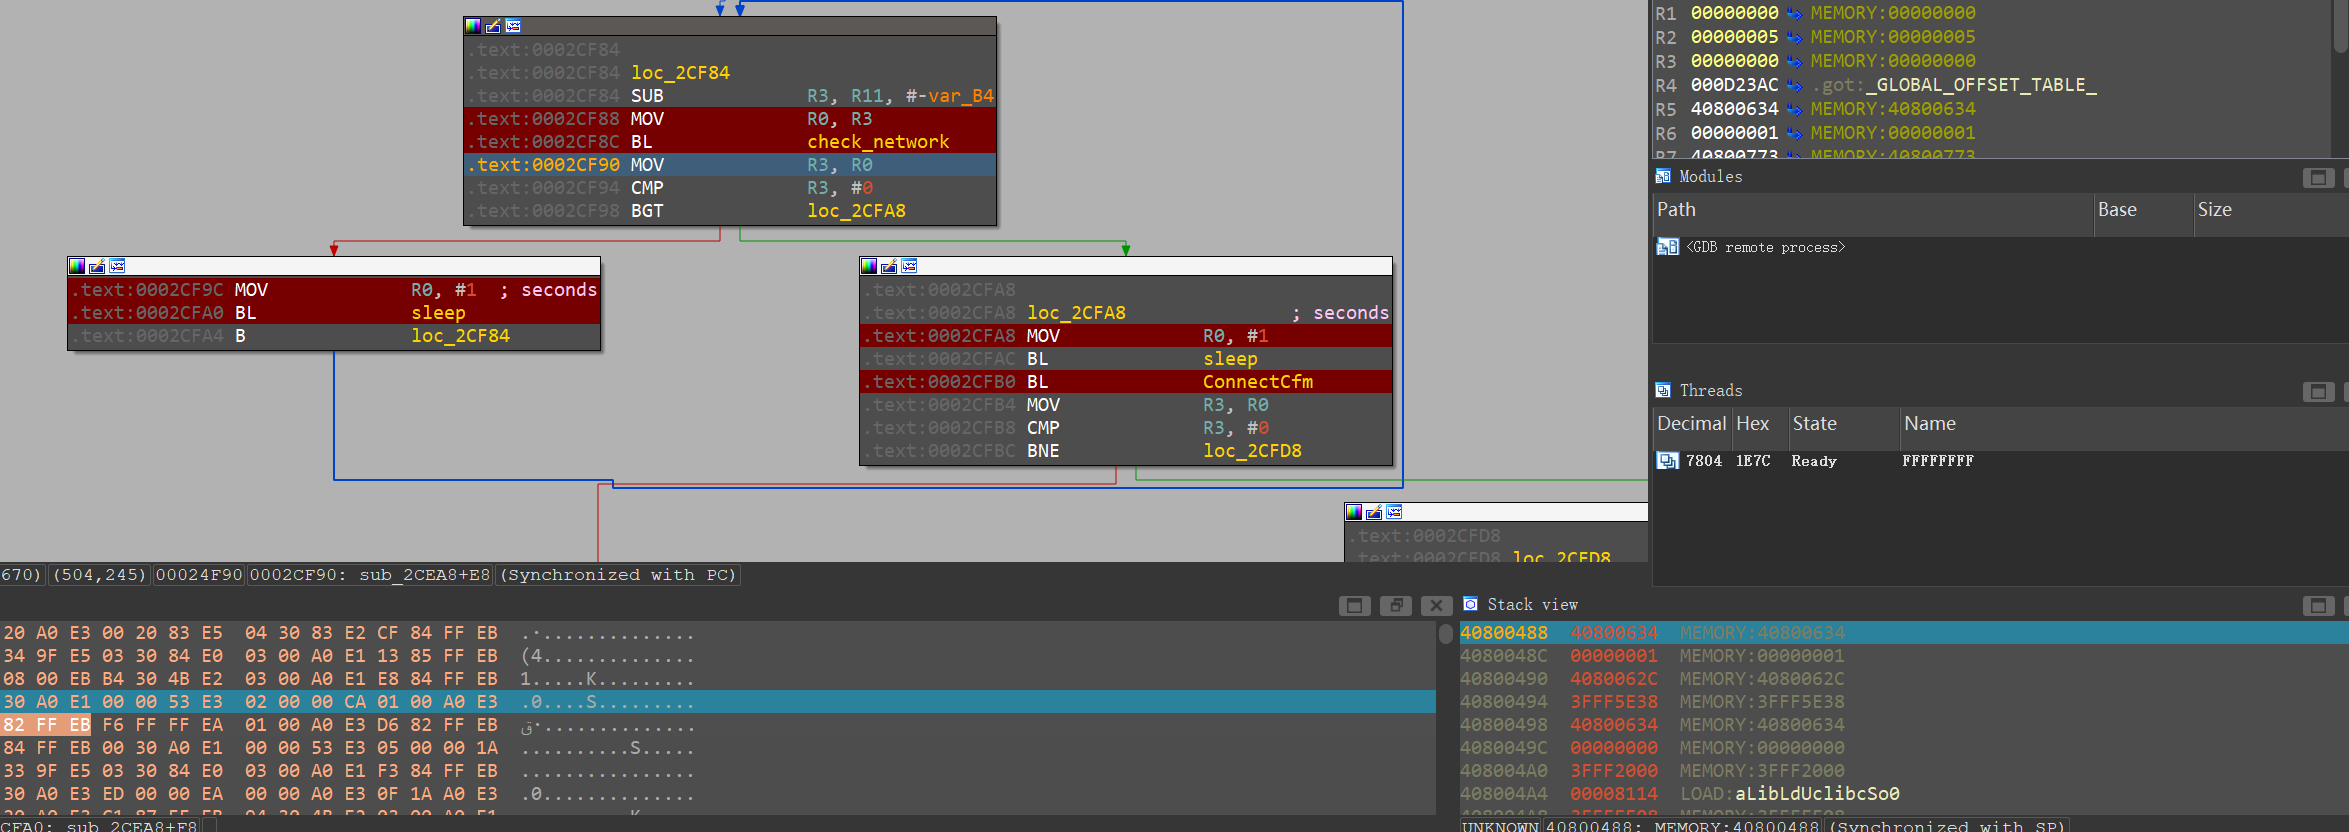 .text:0002CF84
.text:0002CF84 loc_2CF84
.text:0002CF84 SUB R3, R11, #-var_B4
.text:0002CF88 MOV R0, R3
.text:0002CF8C BL check_network
.text:0002CF90 MOV R3, R0
.text:0002CF94 CMP R3, #0
.text:0002CF98 BGT loc_2CFA8
.text:0002CF9C MOV R0, #1 ; seconds
.text:0002CFA0 BL sleep
.text:0002CFA4 B loc_2CF84
.text:0002CFA8
.text:0002CFA8 loc_2CFA8 ; seconds
.text:0002CFA8 MOV R0, #1
.text:0002CFAC BL sleep
.text:0002CFB0 BL ConnectCfm
.text:0002CFB4 MOV R3, R0
.text:0002CFB8 CMP R3, #0
.text:0002CFBC BNE loc_2CFD8
.text:0002CFD8
.text:0002CFD8 loc_2CFD8
670) (504,245) 00024F90 0002CF90: sub_2CEA8+E8 (Synchronized with PC)
R1 00000000 MEMORY:00000000
R2 00000005 MEMORY:00000005
R3 00000000 MEMORY:00000000
R4 000D23AC .got:_GLOBAL_OFFSET_TABLE_
R5 40800634 MEMORY:40800634
R6 00000001 MEMORY:00000001
R7 40800773 MEMORY:40800773
Modules
Path Base Size
<GDB remote process>
Threads
Decimal Hex State Name
7804 1E7C Ready FFFFFFFF
20 A0 E3 00 20 83 E5 04 30 83 E2 CF 84 FF EB .·..............
34 9F E5 03 30 84 E0 03 00 A0 E1 13 85 FF EB (4..............
08 00 EB B4 30 4B E2 03 00 A0 E1 E8 84 FF EB 1.....K.........
30 A0 E1 00 00 53 E3 02 00 00 CA 01 00 A0 E3 .0....S.........
82 FF EB F6 FF FF EA 01 00 A0 E3 D6 82 FF EB ق·..............
84 FF EB 00 30 A0 E1 00 00 53 E3 05 00 00 1A ..........S.....
33 9F E5 03 30 84 E0 03 00 A0 E1 F3 84 FF EB ................
30 A0 E3 ED 00 00 EA 00 00 A0 E3 0F 1A A0 E3 .0..............
CFA0: sub_2CEA8+F8
Stack view
40800488 40800634 MEMORY:40800634
4080048C 00000001 MEMORY:00000001
40800490 4080062C MEMORY:4080062C
40800494 3FFF5E38 MEMORY:3FFF5E38
40800498 40800634 MEMORY:40800634
4080049C 00000000 MEMORY:00000000
408004A0 3FFF2000 MEMORY:3FFF2000
408004A4 00008114 LOAD:aLibLdUclibcSo0
UNKNOWN 40800488: MEMORY:40800488 (Synchronized with SP)